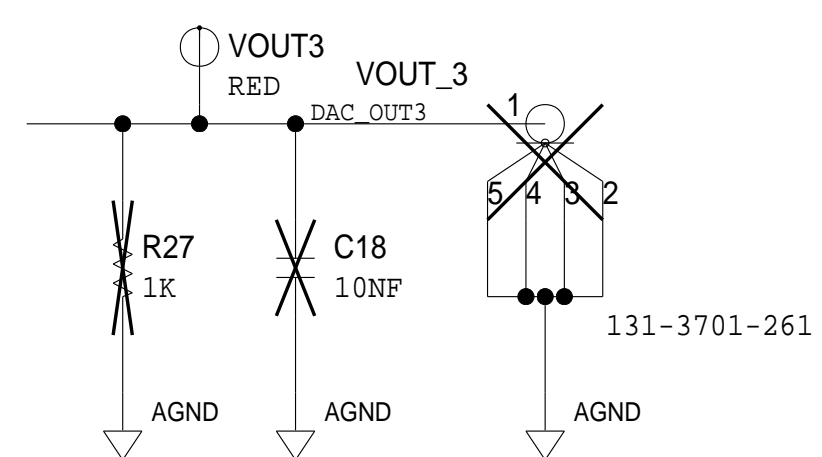 VOUT3
RED
VOUT_3
DAC_OUT3
1
5
4
3
2
R27
1K
C18
10NF
131-3701-261
AGND
AGND
AGND